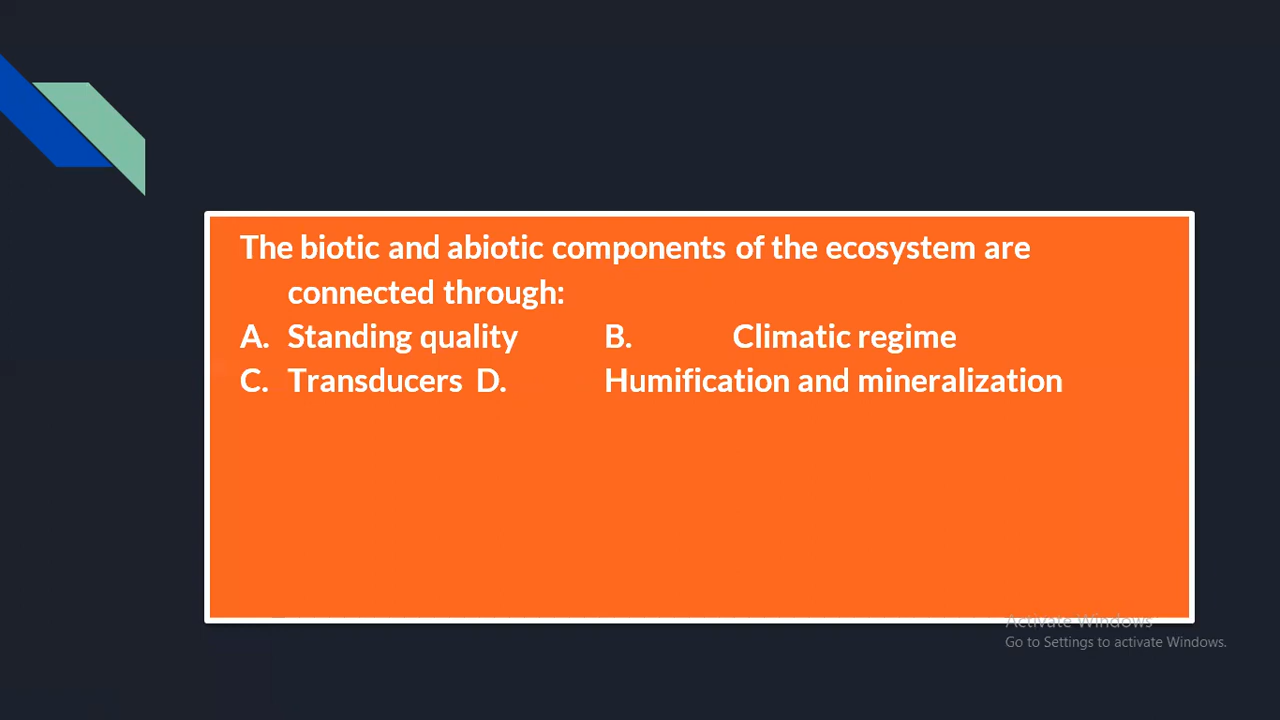 The biotic and abiotic components of the ecosystem are
connected through:
A. Standing quality B. Climatic regime
C. Transducers D. Humification and mineralization
Activate Windows
Go to Settings to activate Windows.